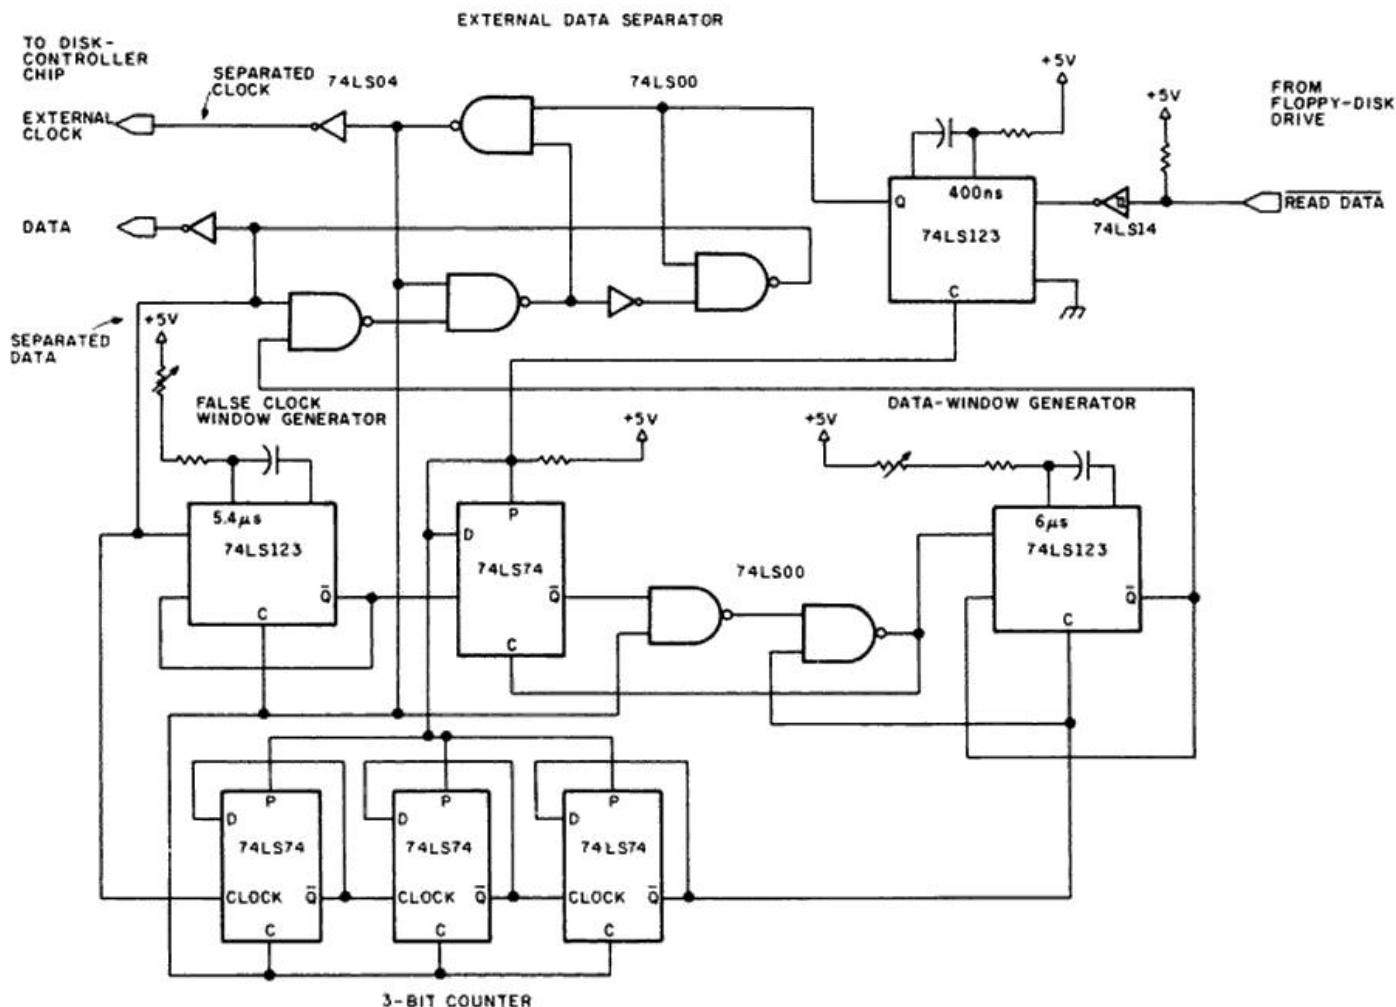 EXTERNAL DATA SEPARATOR
TO DISK-
CONTROLLER
CHIP
SEPARATED
CLOCK
74LS04
74LS00
+5V
+5V
FROM
FLOPPY-DISK
DRIVE
EXTERNAL
CLOCK
Q
400ns
74LS123
C
74LS14
READ DATA
DATA
SEPARATED
DATA
+5V
FALSE CLOCK
WINDOW GENERATOR
+5V
DATA-WINDOW GENERATOR
+5V
5.4μs
74LS123
Q̅
C
P
D
74LS74
Q̅
C
74LS00
6μs
74LS123
Q̅
C
P
D
74LS74
CLOCK
Q̅
C
P
D
74LS74
CLOCK
Q̅
C
P
D
74LS74
CLOCK
Q̅
C
3-BIT COUNTER